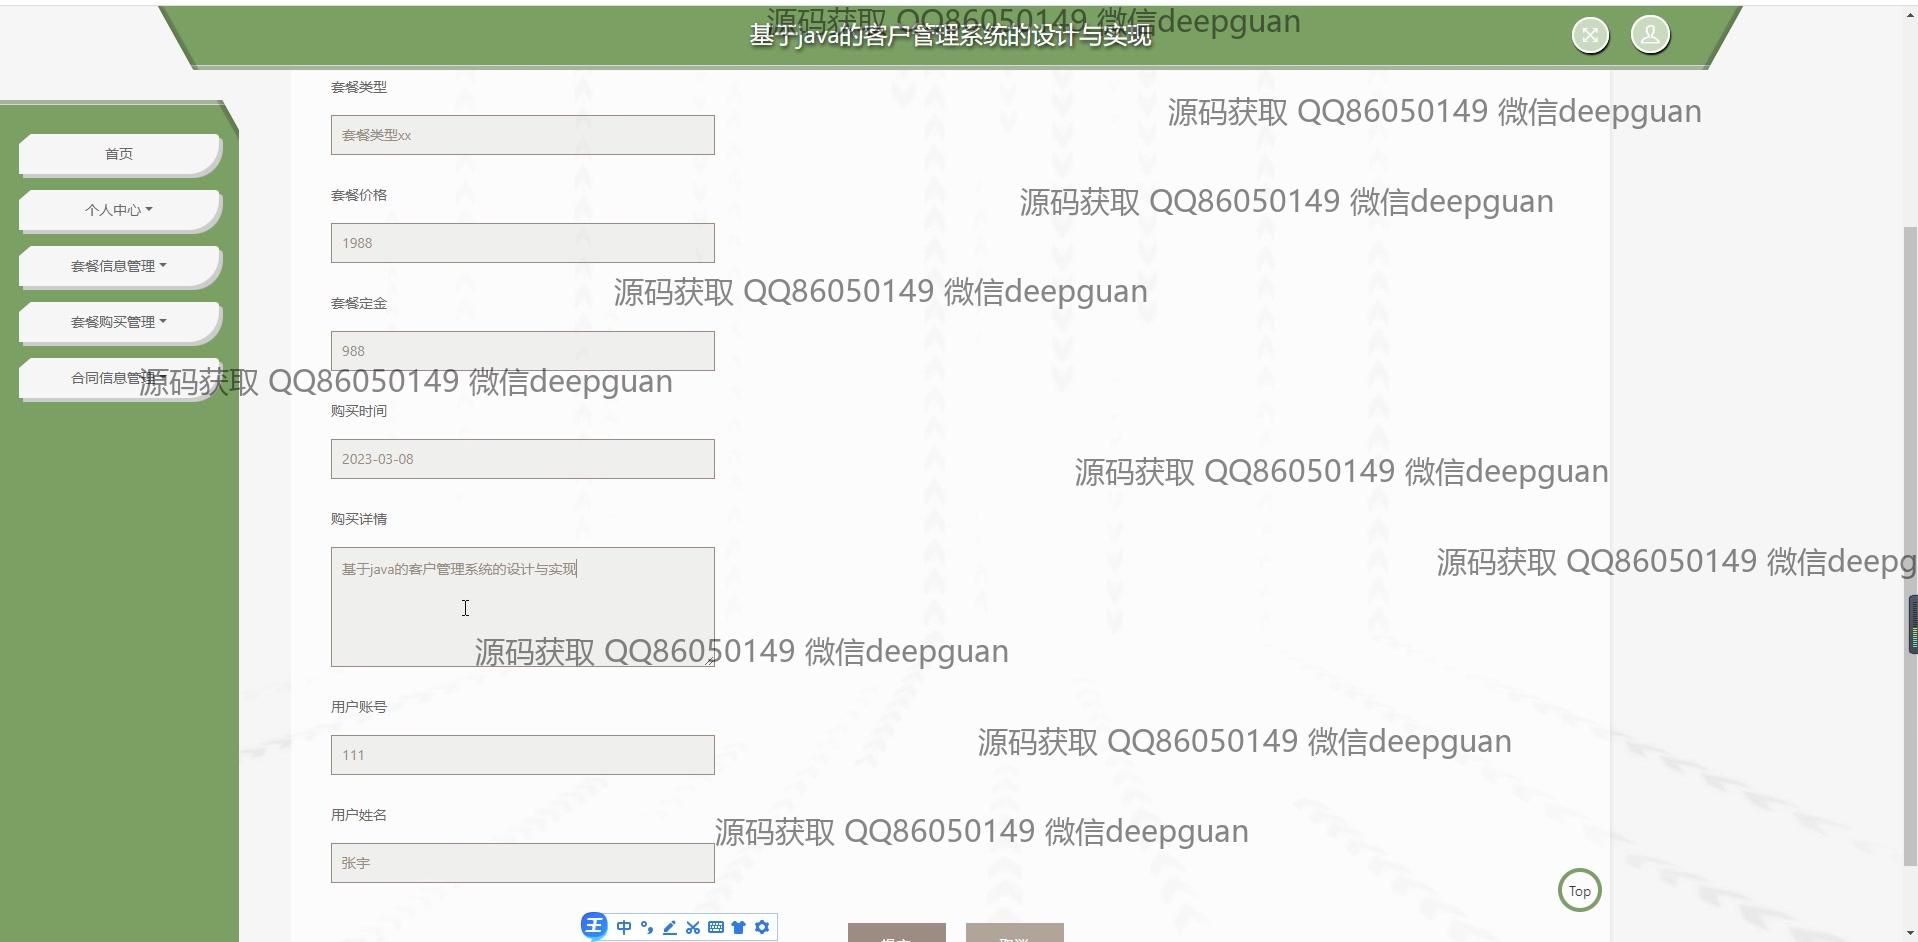 源码获取 QQ86050149 微信deepguan
基于java的客户管理系统的设计与实现
套餐类型
源码获取 QQ86050149 微信deepguan
套餐类型xx
首页
套餐价格
源码获取 QQ86050149 微信deepguan
个人中心
1988
套餐信息管理
源码获取 QQ86050149 微信deepguan
套餐定金
套餐购买管理
988
合同信息管理
源码获取 QQ86050149 微信deepguan
购买时间
2023-03-08
源码获取 QQ86050149 微信deepguan
购买详情
基于java的客户管理系统的设计与实现
源码获取 QQ86050149 微信deepg
源码获取 QQ86050149 微信deepguan
用户账号
111
源码获取 QQ86050149 微信deepguan
用户姓名
源码获取 QQ86050149 微信deepguan
张宇
Top
王 中